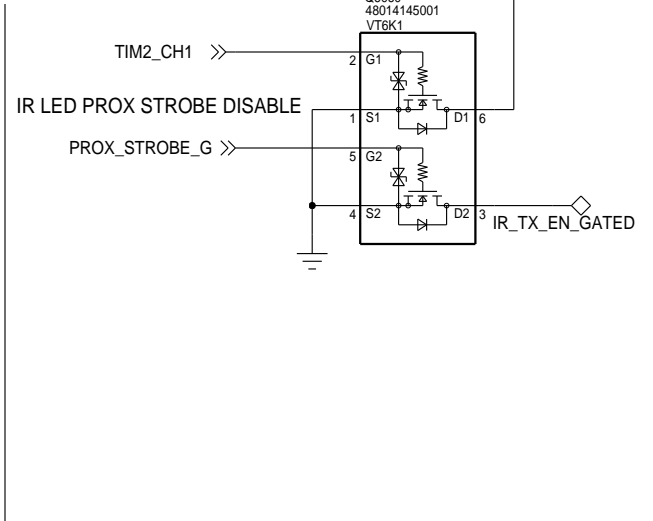 48014145001
VT6K1
TIM2_CH1
2 G1
IR LED PROX STROBE DISABLE
1 S1 D1 6
PROX_STROBE_G
5 G2
4 S2 D2 3
IR_TX_EN_GATED